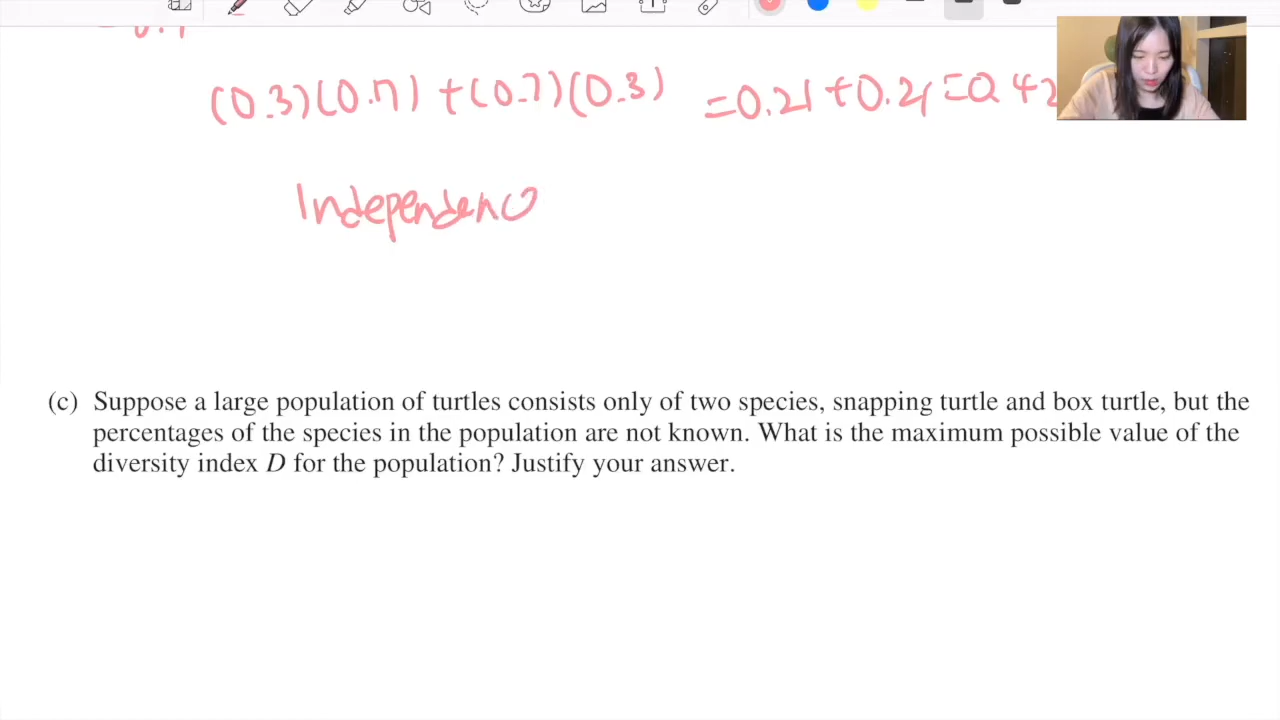 (0.3)(0.7) + (0.7)(0.3) = 0.21 + 0.21 = 0.42
Independenc
(c) Suppose a large population of turtles consists only of two species, snapping turtle and box turtle, but the
percentages of the species in the population are not known. What is the maximum possible value of the
diversity index D for the population? Justify your answer.